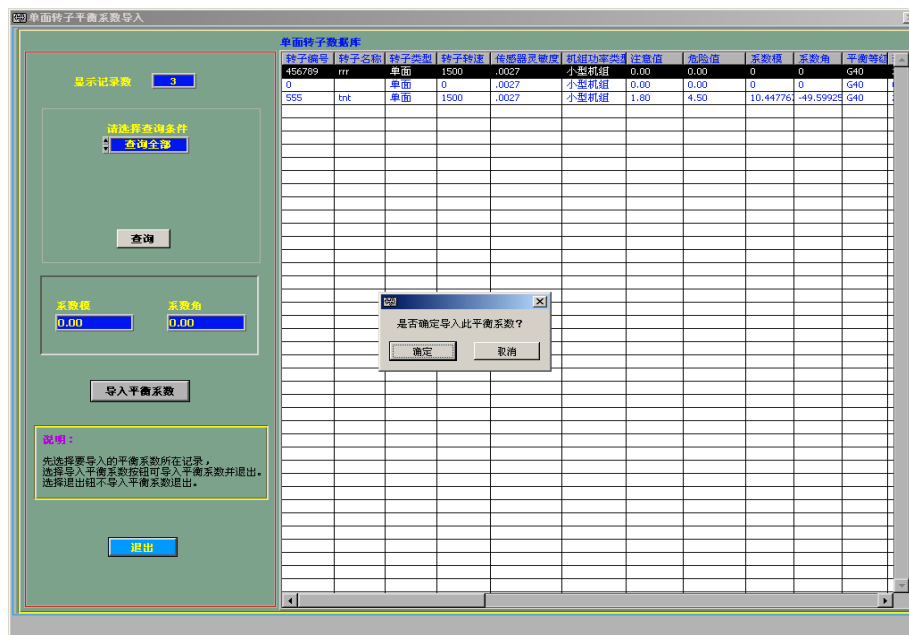 单面转子平衡系数导入
单面转子数据库
转子编号 转子名称 转子类型 转子转速 传感器灵敏度 机组功率类型 注意值 危险值 系数模 系数角 平衡等级
456789 rrr 单面 1500 .0027 小型机组 0.00 0.00 0 0 G40
0 单面 0 .0027 小型机组 0.00 0.00 0 0 G40
555 tnt 单面 1500 .0027 小型机组 1.80 4.50 10.44776 -49.59925 G40
显示记录数 3
请选择查询条件
查询全部
查询
系数模 系数角
0.00 0.00
是否确定导入此平衡系数?
确定 取消
导入平衡系数
说明:
先选择要导入的平衡系数所在记录,
选择导入平衡系数按钮可导入平衡系数并退出。
选择退出钮不导入平衡系数退出。
退出